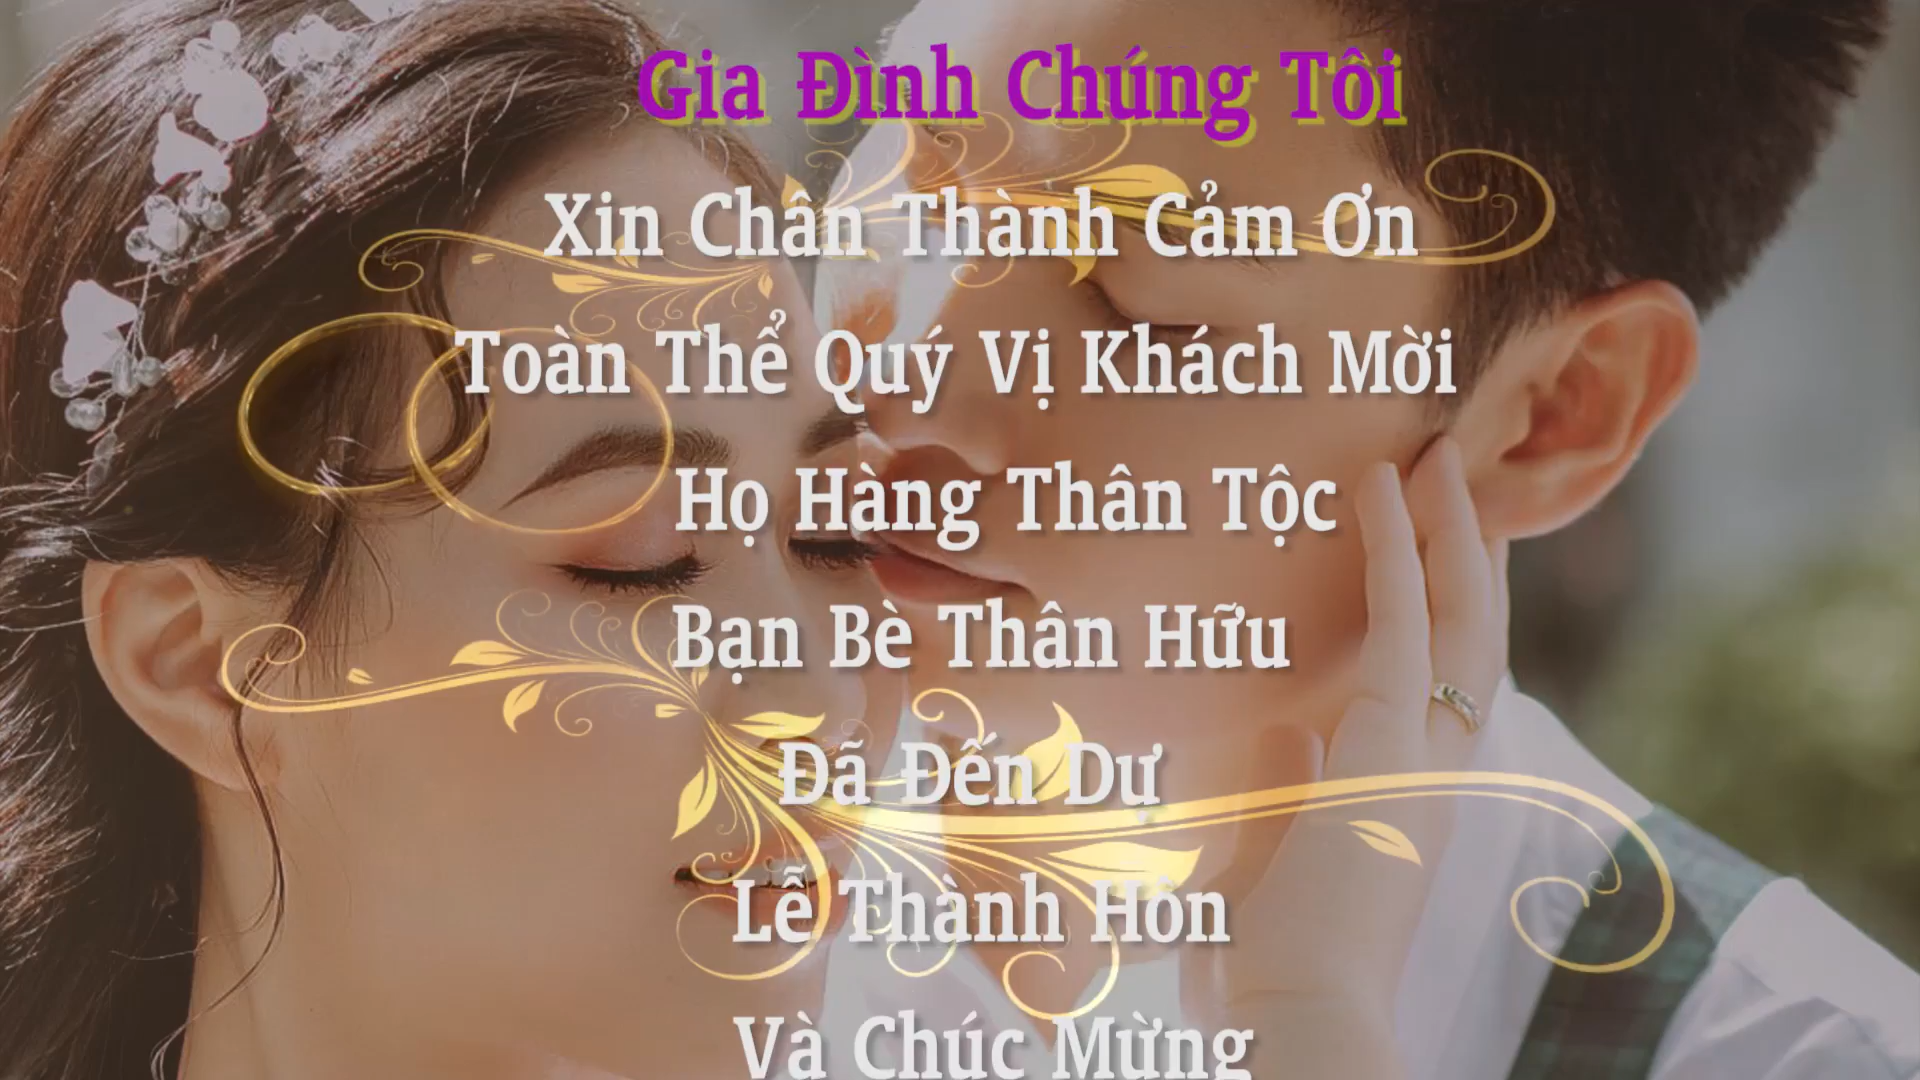 Gia Đình Chúng Tôi
Xin Chân Thành Cảm Ơn
Toàn Thể Quý Vị Khách Mời
Họ Hàng Thân Tộc
Bạn Bè Thân Hữu
Đã Đến Dự
Lễ Thành Hôn
Và Chúc Mừng